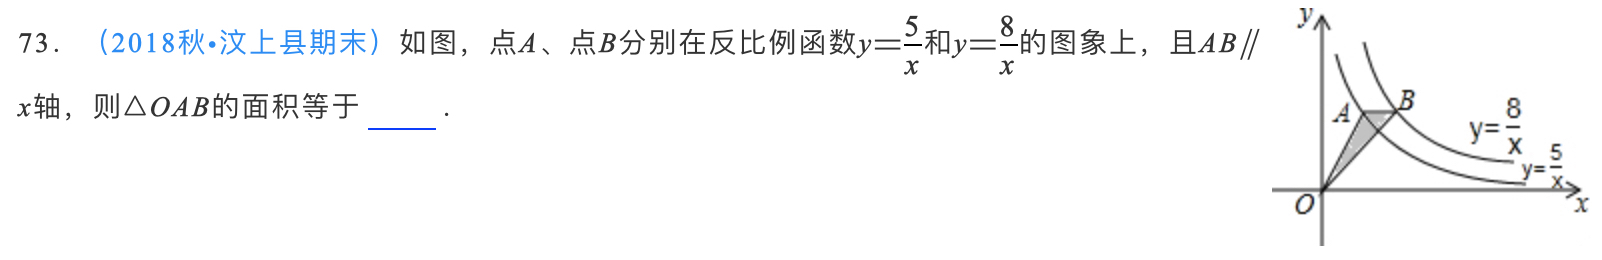 73. （2018秋•汶上县期末）如图，点A、点B分别在反比例函数y=5/x和y=8/x的图象上，且AB∥
x轴，则△OAB的面积等于____.
y
A
B
y=8/x
y=5/x
O
x